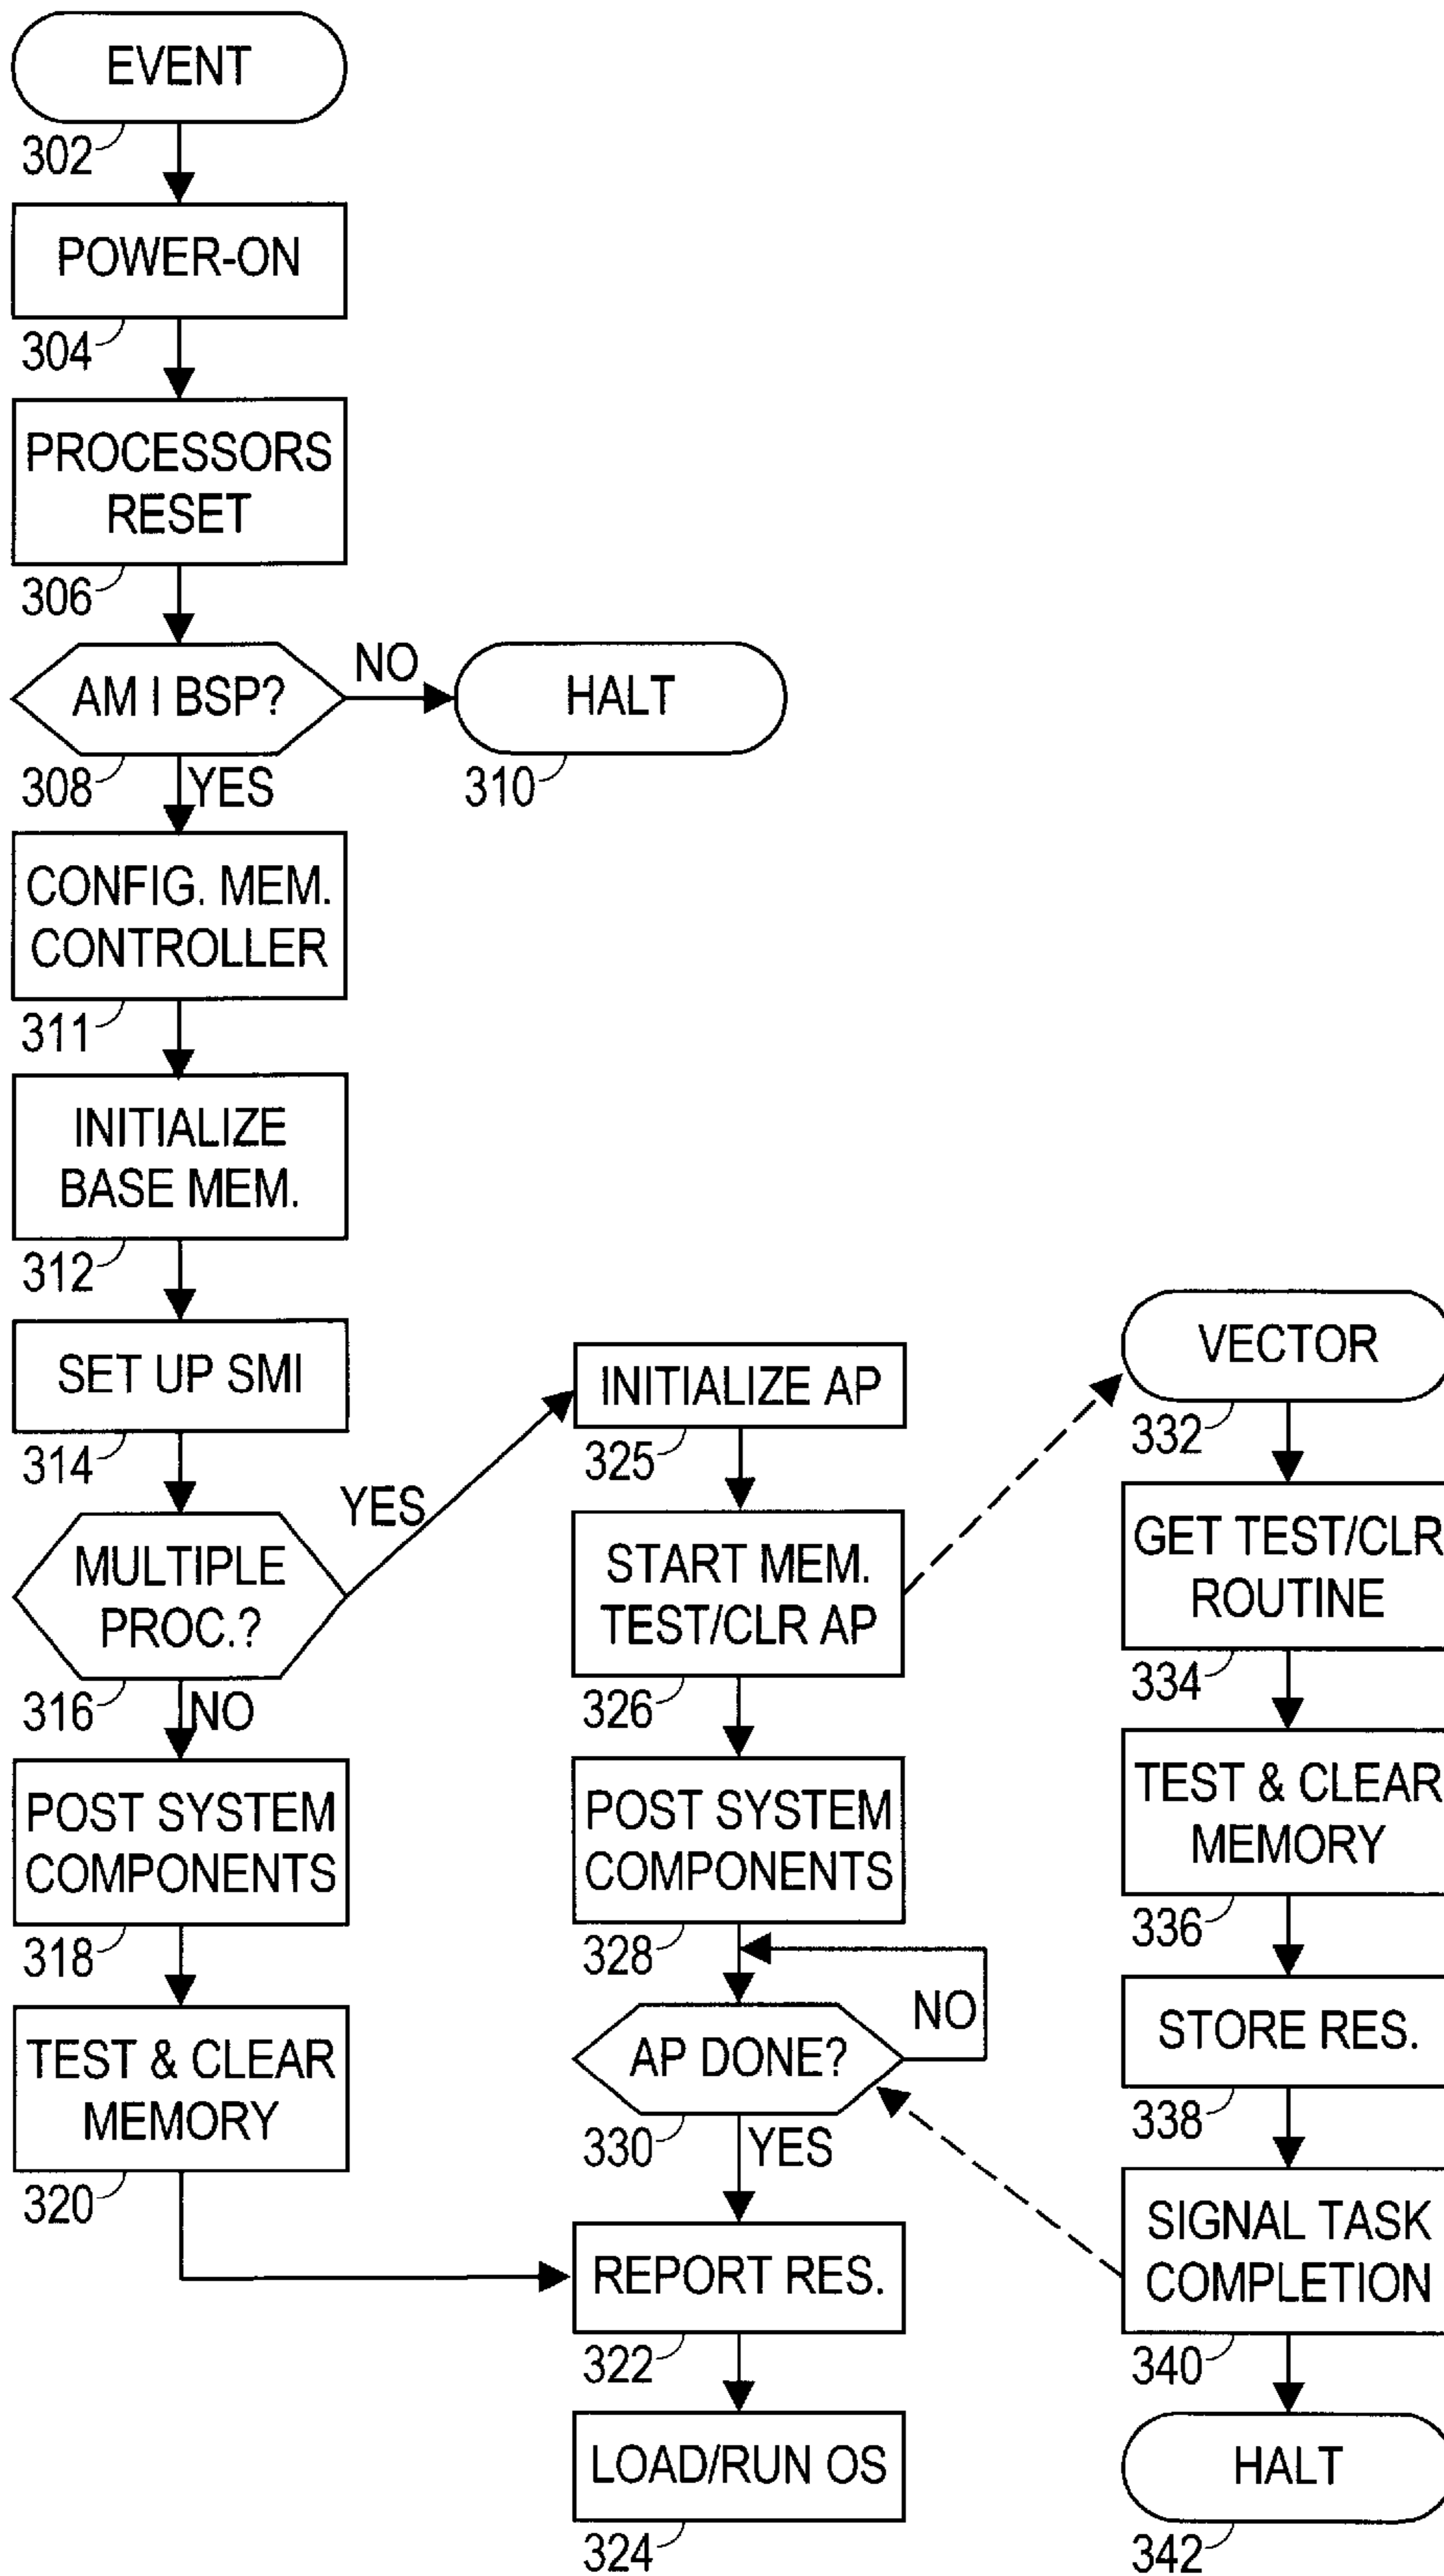 EVENT
302
POWER-ON
304
PROCESSORS
RESET
306
AM I BSP?
NO
HALT
308
YES
310
CONFIG. MEM.
CONTROLLER
311
INITIALIZE
BASE MEM.
312
SET UP SMI
314
MULTIPLE
PROC.?
YES
316
NO
POST SYSTEM
COMPONENTS
318
TEST & CLEAR
MEMORY
320
INITIALIZE AP
325
START MEM.
TEST/CLR AP
326
POST SYSTEM
COMPONENTS
328
NO
AP DONE?
330
YES
REPORT RES.
322
LOAD/RUN OS
324
VECTOR
332
GET TEST/CLR
ROUTINE
334
TEST & CLEAR
MEMORY
336
STORE RES.
338
SIGNAL TASK
COMPLETION
340
HALT
342